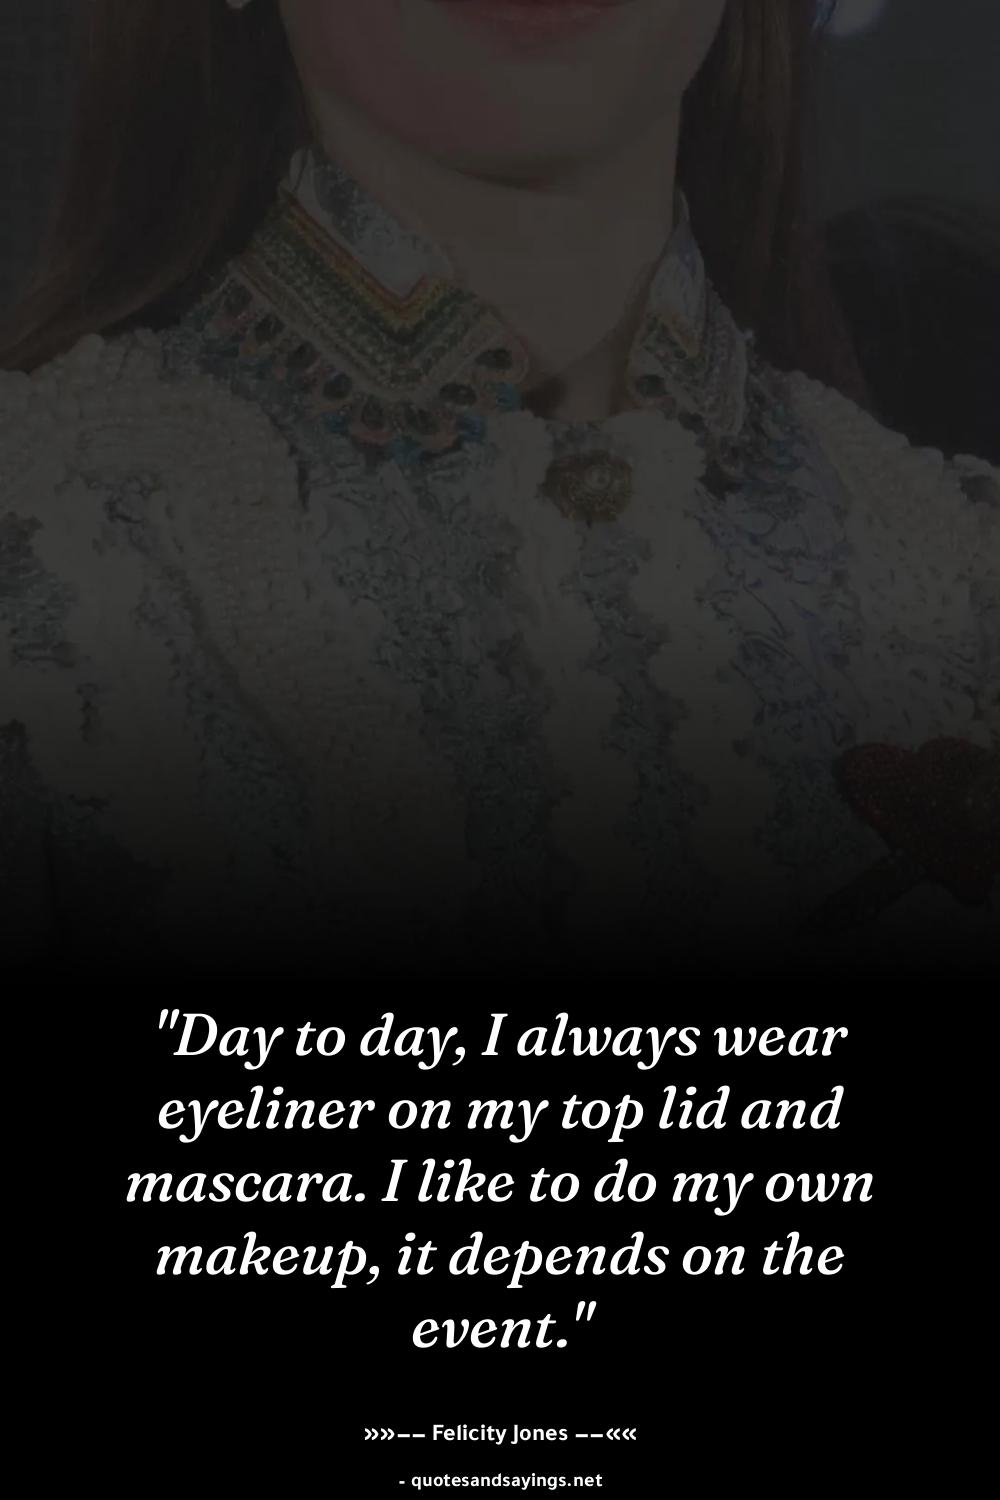 "Day to day, I always wear
eyeliner on my top lid and
mascara. I like to do my own
makeup, it depends on the
event."
»»−− Felicity Jones −−««
- quotesandsayings.net